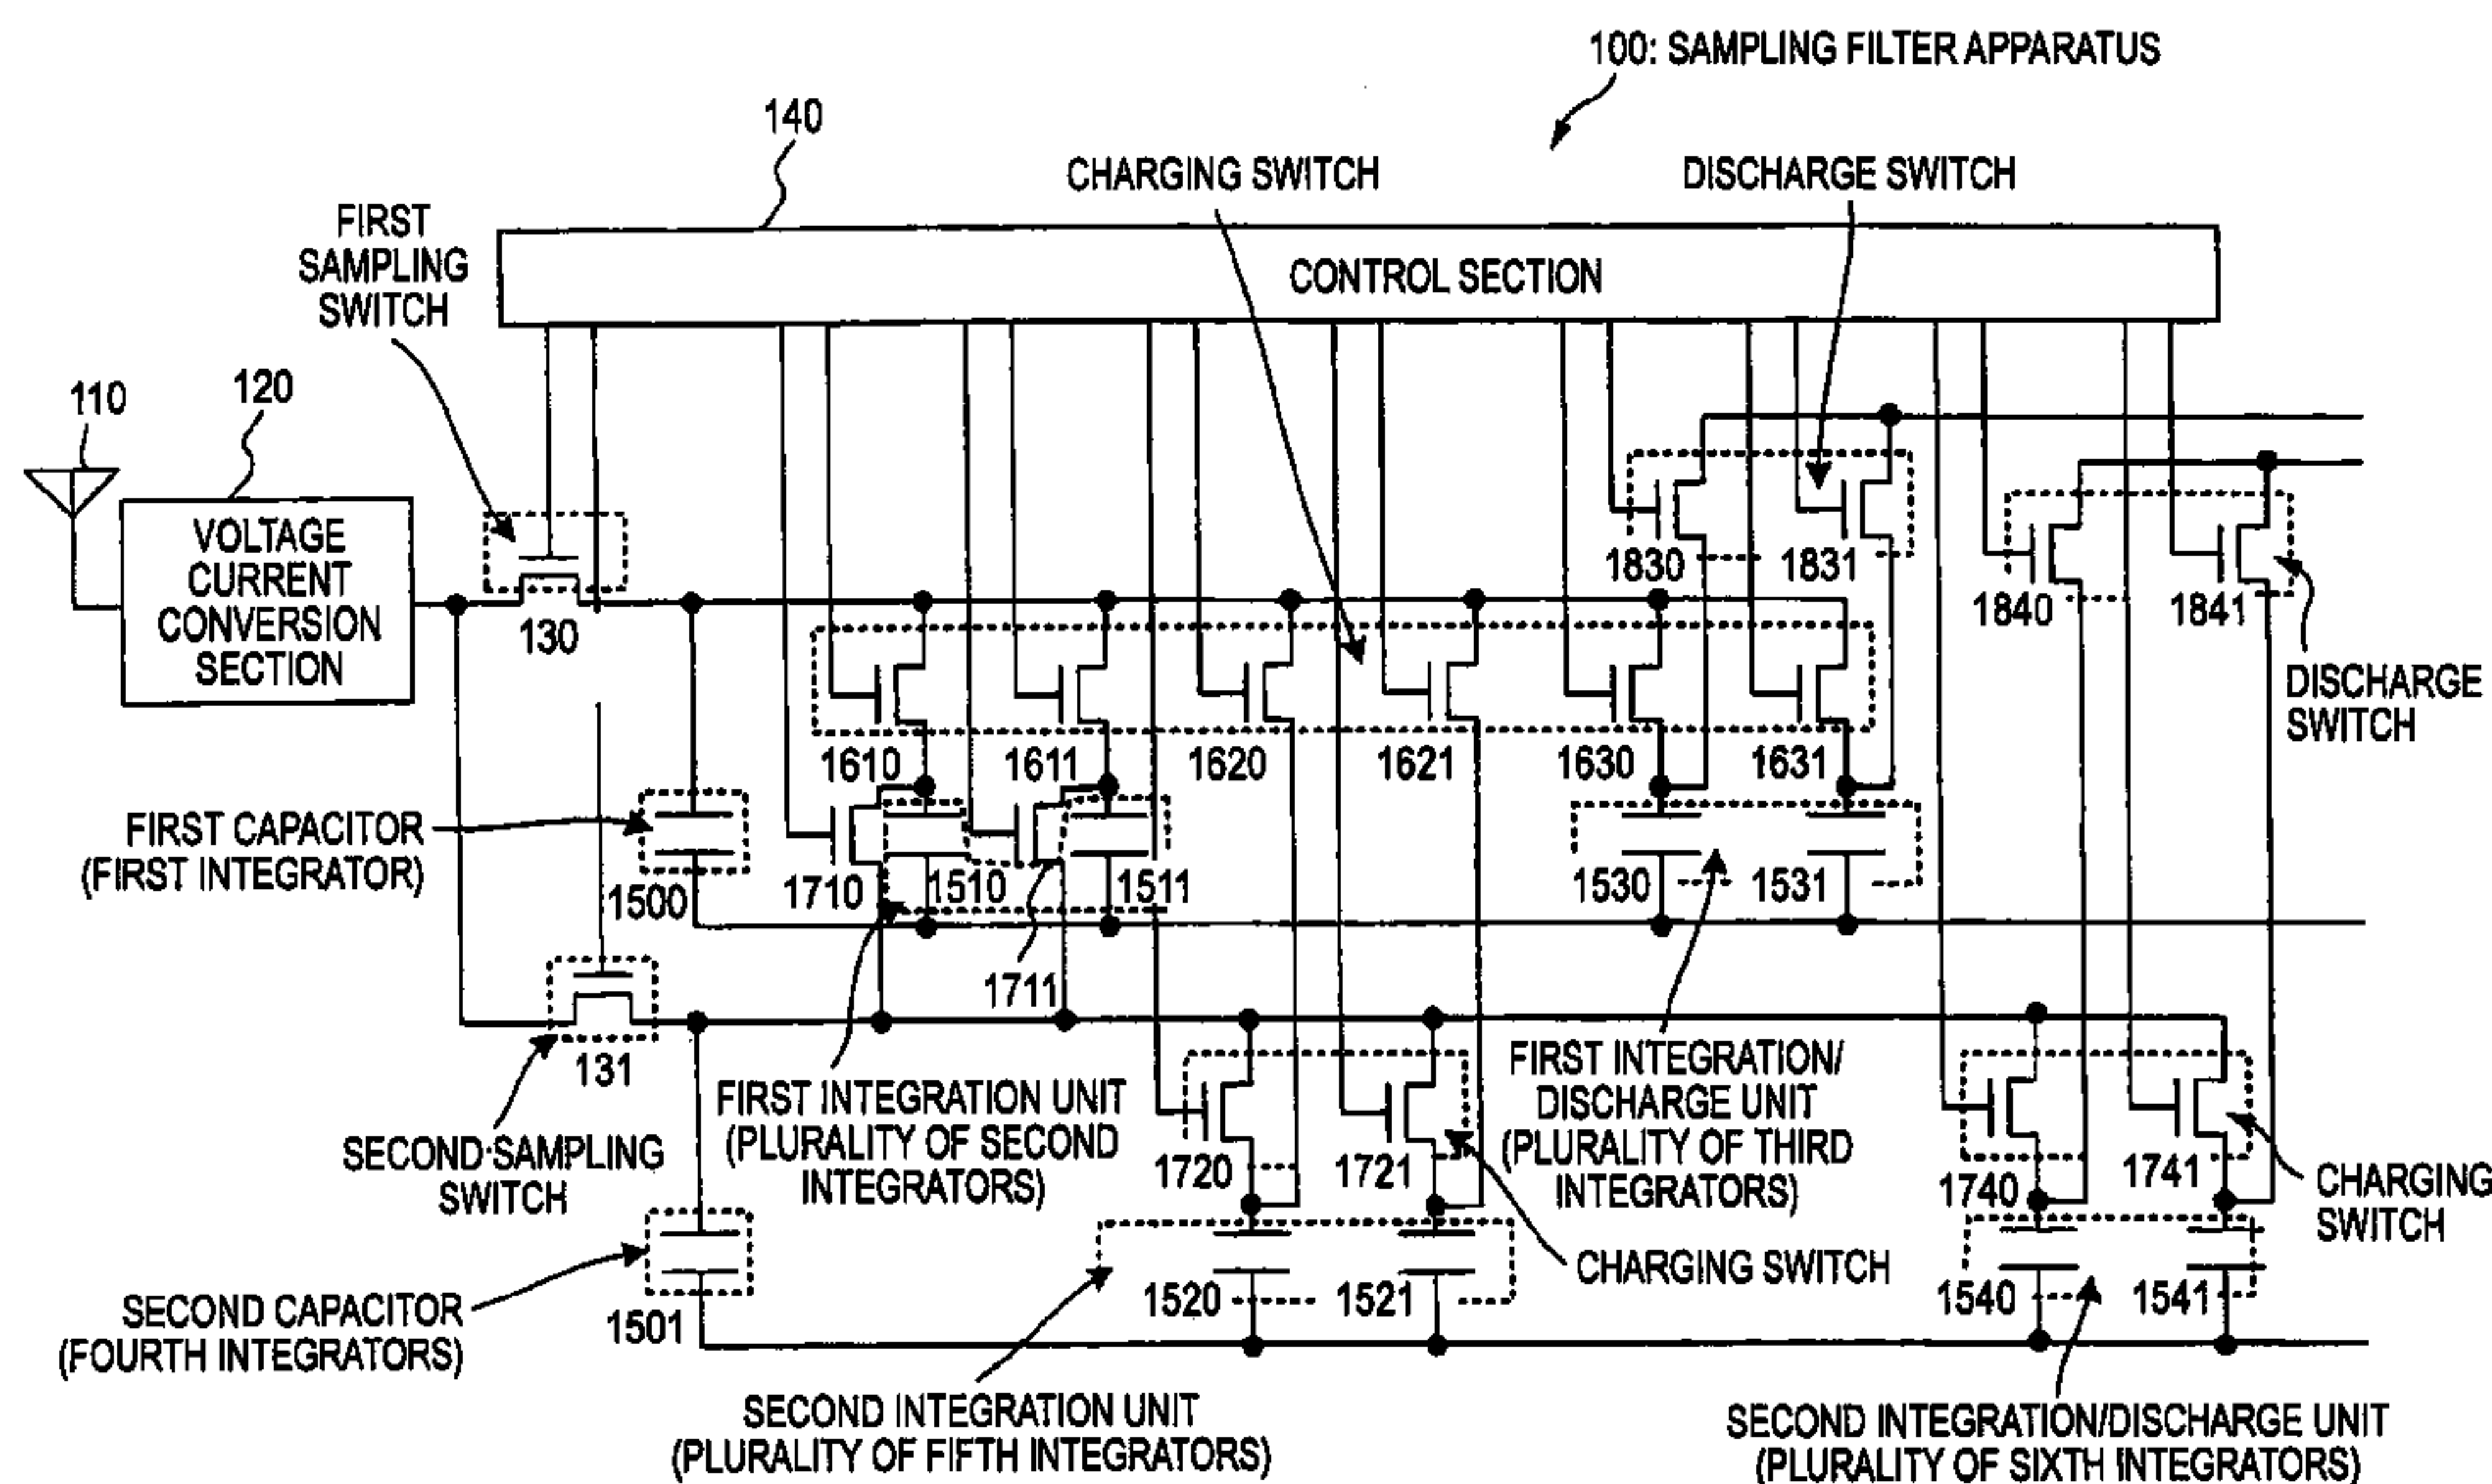 100: SAMPLING FILTER APPARATUS
140
CHARGING SWITCH
DISCHARGE SWITCH
FIRST
SAMPLING
SWITCH
CONTROL SECTION
110
120
VOLTAGE
CURRENT
CONVERSION
SECTION
130
1830
1831
1840
1841
DISCHARGE
SWITCH
1610
1611
1620
1621
1630
1631
FIRST CAPACITOR
(FIRST INTEGRATOR)
1500
1710
1510
1511
1530
1531
1711
131
SECOND SAMPLING
SWITCH
FIRST INTEGRATION UNIT
(PLURALITY OF SECOND
INTEGRATORS)
FIRST INTEGRATION/
DISCHARGE UNIT
(PLURALITY OF THIRD
INTEGRATORS)
1720
1721
1740
1741
CHARGING
SWITCH
CHARGING SWITCH
SECOND CAPACITOR
(FOURTH INTEGRATORS)
1501
1520
1521
1540
1541
SECOND INTEGRATION UNIT
(PLURALITY OF FIFTH INTEGRATORS)
SECOND INTEGRATION/DISCHARGE UNIT
(PLURALITY OF SIXTH INTEGRATORS)